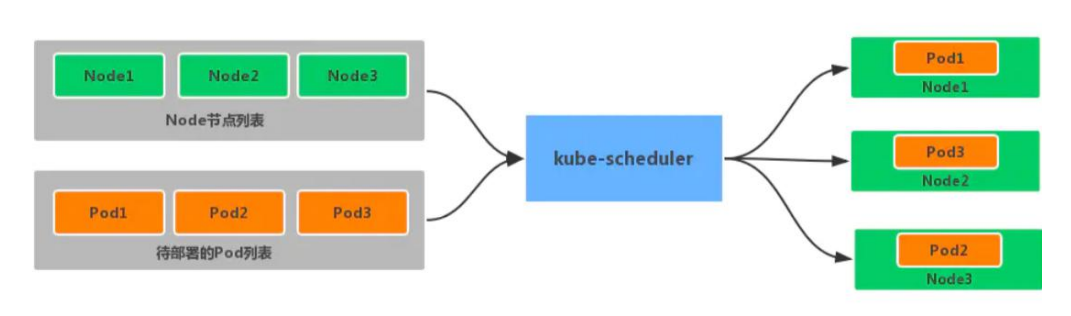 Node1
Node2
Node3
Node节点列表
Pod1
Pod2
Pod3
待部署的Pod列表
kube-scheduler
Pod1
Node1
Pod3
Node2
Pod2
Node3